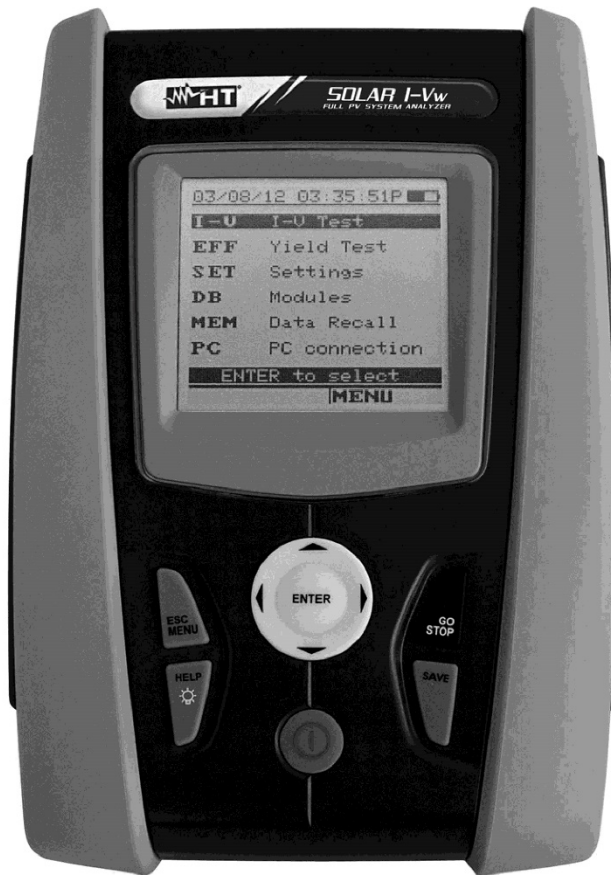 HT SOLAR I-Vw
FULL PV SYSTEM ANALYZER
03/08/12 03:35:51P
I-V I-V Test
EFF Yield Test
SET Settings
DB Modules
MEM Data Recall
PC PC connection
ENTER to select
MENU
ENTER
ESC
MENU
GO
STOP
HELP
SAVE